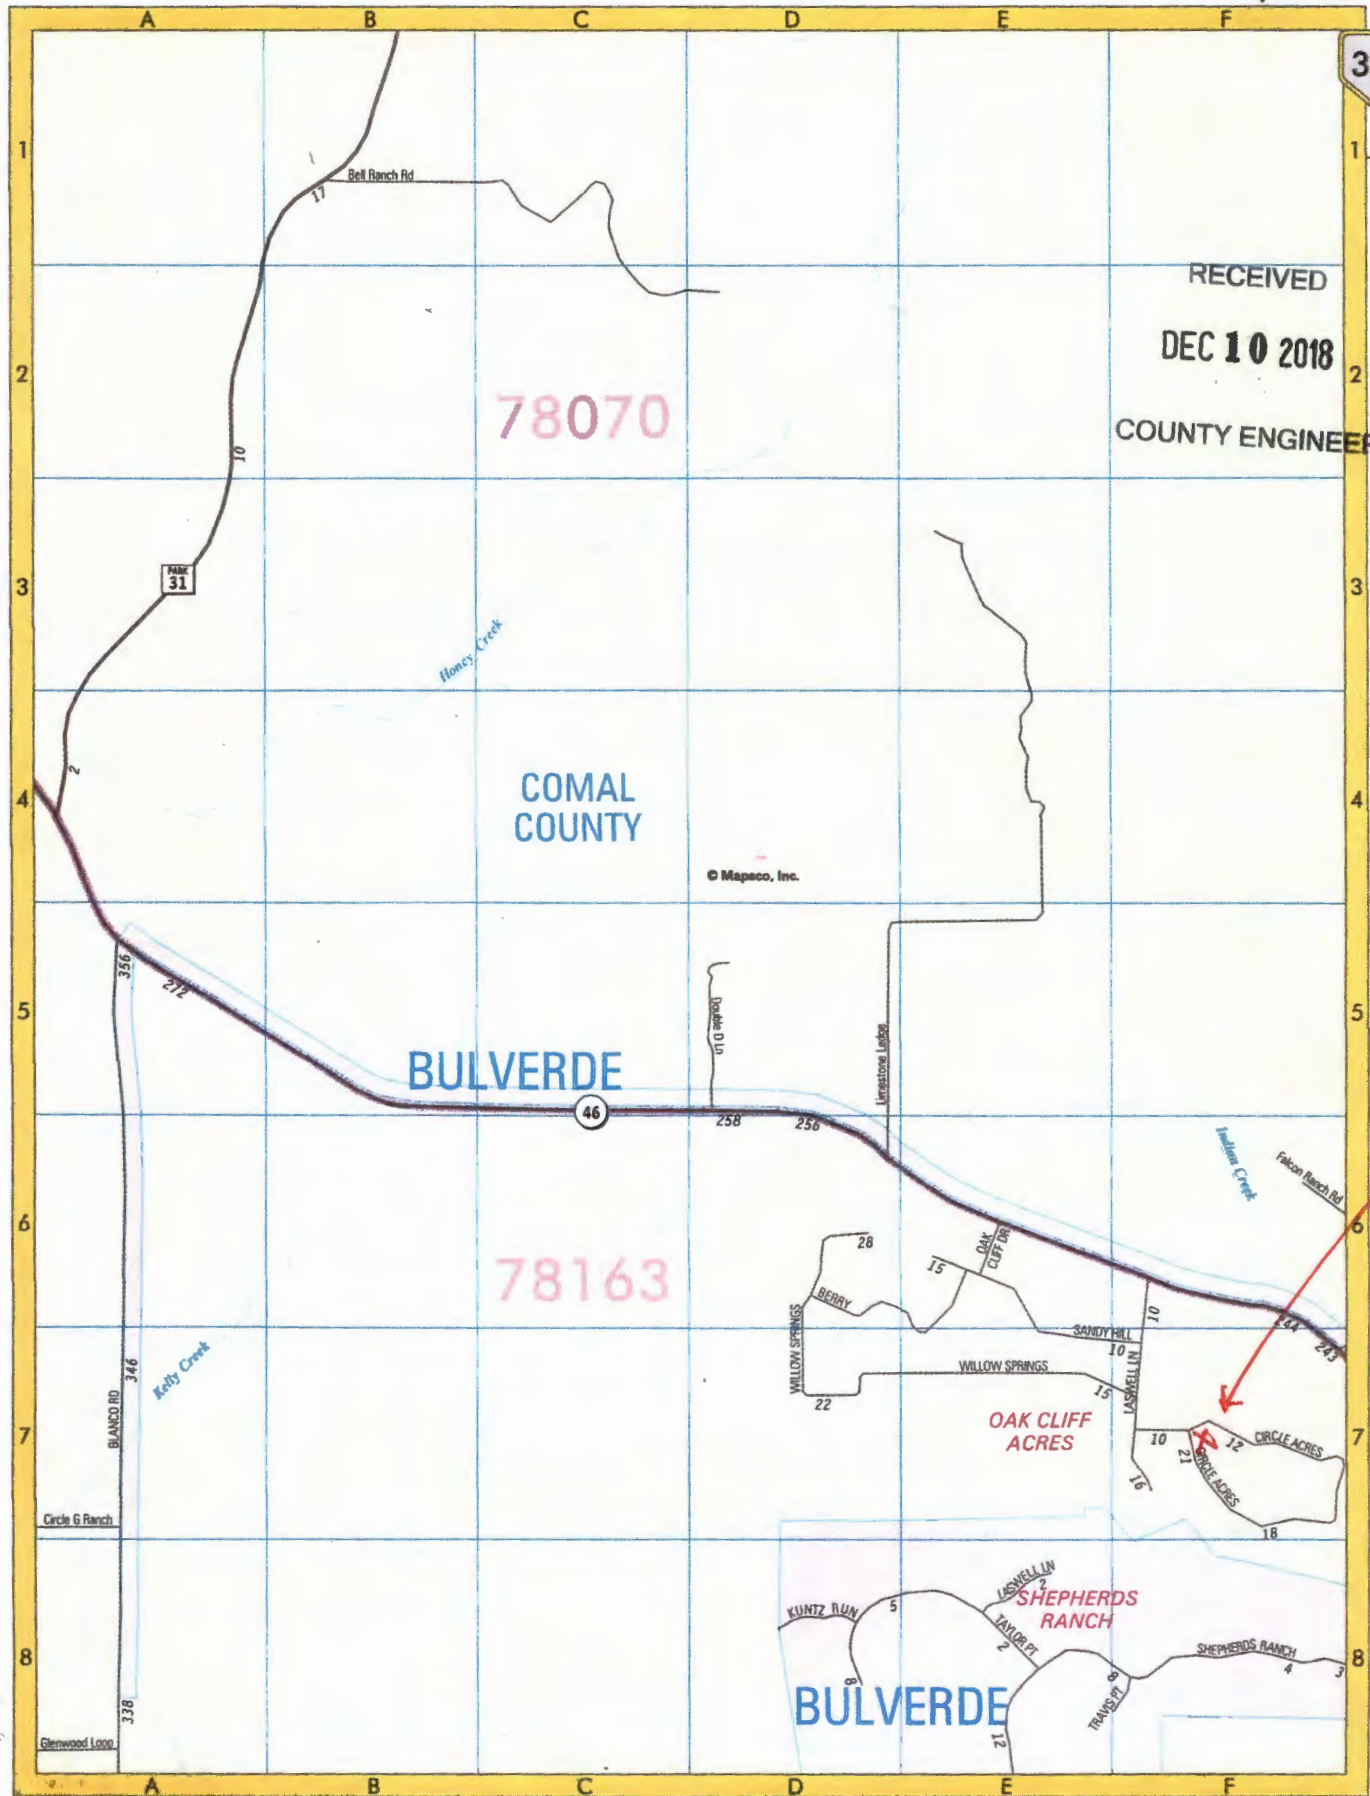 A B C D E F
3
1 1
Bell Ranch Rd
17
RECEIVED
DEC 10 2018
COUNTY ENGINEER
2 2
78070
10
3 3
PARK
31
Honey Creek
2
4 4
COMAL
COUNTY
© Mapsco, Inc.
356
272
5 5
Double D Ln
Limestone Ledge
BULVERDE
46
258
256
Indian Creek
Falcon Ranch Rd
6 6
28
OAK
CLIFF DR
15
78163
BERRY
10
244
243
WILLOW SPRINGS
SANDY HILL
10
346
Kelly Creek
WILLOW SPRINGS
15
LASWELL LN
22
BLANCO RD
7 7
OAK CLIFF
ACRES
10
12
CIRCLE ACRES
21
CIRCLE ACRES
16
18
Circle G Ranch
LASWELL LN
2
SHEPHERDS
RANCH
KUNTZ RUN
5
TAYLOR PT
2
8 8
SHEPHERDS RANCH
4
3
8
8
TRAVIS PT
BULVERDE
338
12
Glenwood Loop
A B C D E F